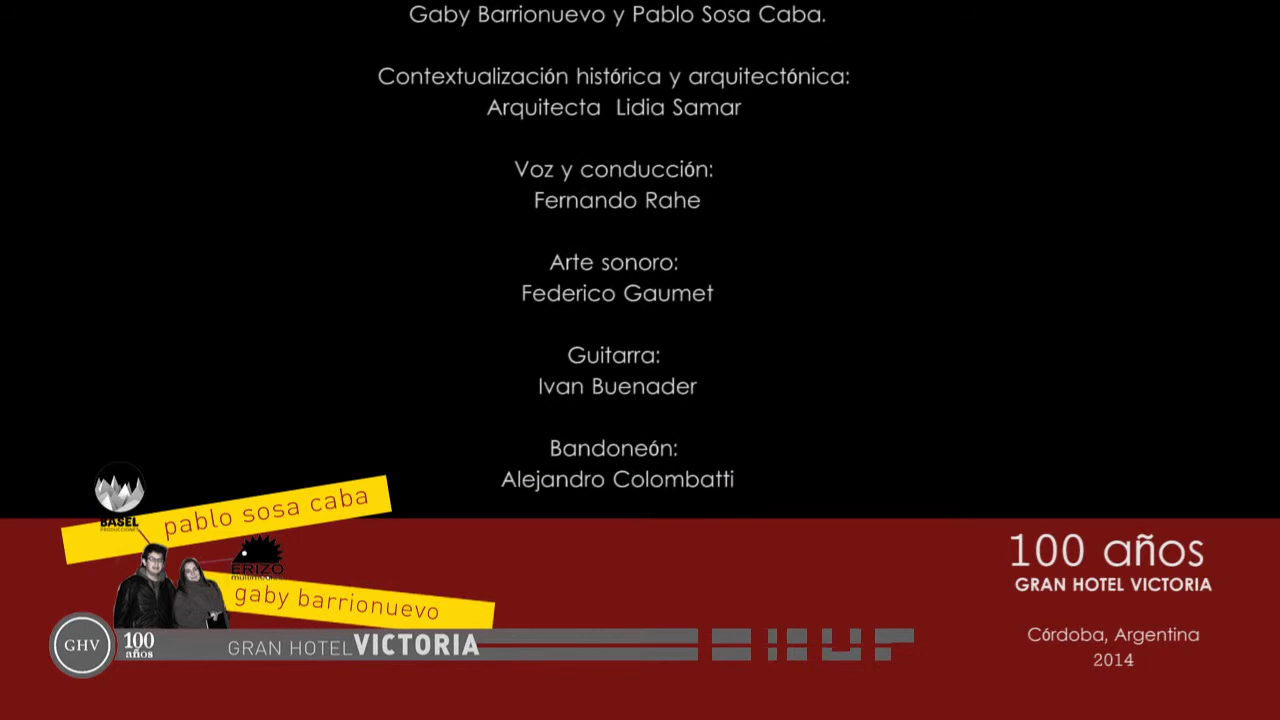 Gaby Barrionuevo y Pablo Sosa Caba.
Contextualización histórica y arquitectónica:
Arquitecta Lidia Samar
Voz y conducción:
Fernando Rahe
Arte sonoro:
Federico Gaumet
Guitarra:
Ivan Buenader
Bandoneón:
Alejandro Colombatti
BASEL
PRODUCCIONES
pablo sosa caba
ERIZO
multimedios
gaby barrionuevo
GHV
100
años
GRAN HOTEL VICTORIA
100 años
GRAN HOTEL VICTORIA
Córdoba, Argentina
2014